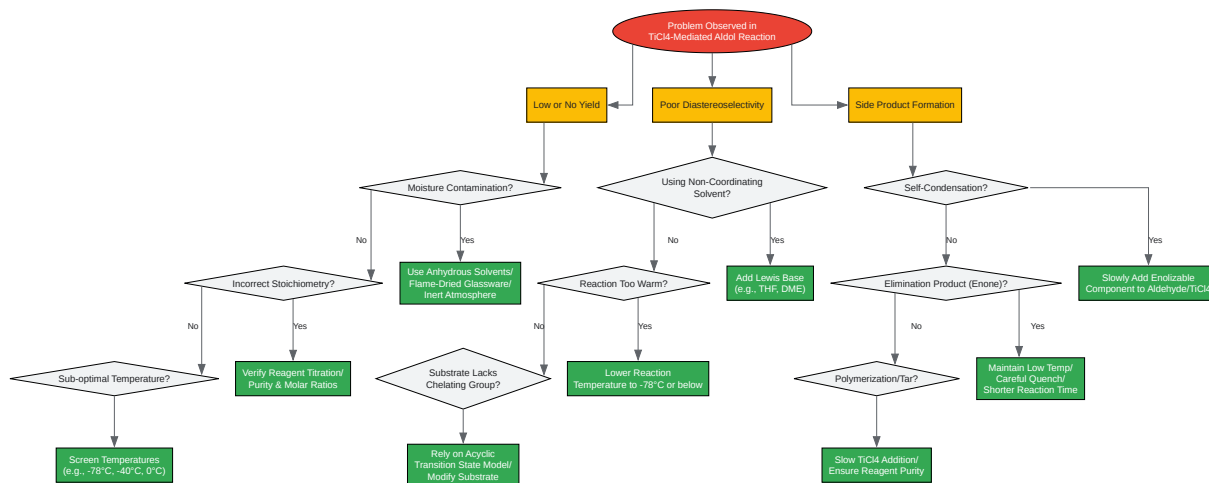 Problem Observed in
TiCl4-Mediated Aldol Reaction
Low or No Yield
Poor Diastereoselectivity
Side Product Formation
Moisture Contamination?
Using Non-Coordinating
Solvent?
Self-Condensation?
No
Yes
No
Yes
No
Yes
Incorrect Stoichiometry?
Use Anhydrous Solvents/
Flame-Dried Glassware/
Inert Atmosphere
Reaction Too Warm?
Add Lewis Base
(e.g., THF, DME)
Elimination Product (Enone)?
Slowly Add Enolizable
Component to Aldehyde/TiCl4
No
Yes
No
Yes
No
Yes
Sub-optimal Temperature?
Verify Reagent Titration/
Purity & Molar Ratios
Substrate Lacks
Chelating Group?
Lower Reaction
Temperature to -78°C or below
Polymerization/Tar?
Maintain Low Temp/
Careful Quench/
Shorter Reaction Time
Screen Temperatures
(e.g., -78°C, -40°C, 0°C)
Rely on Acyclic
Transition State Model/
Modify Substrate
Slow TiCl4 Addition/
Ensure Reagent Purity